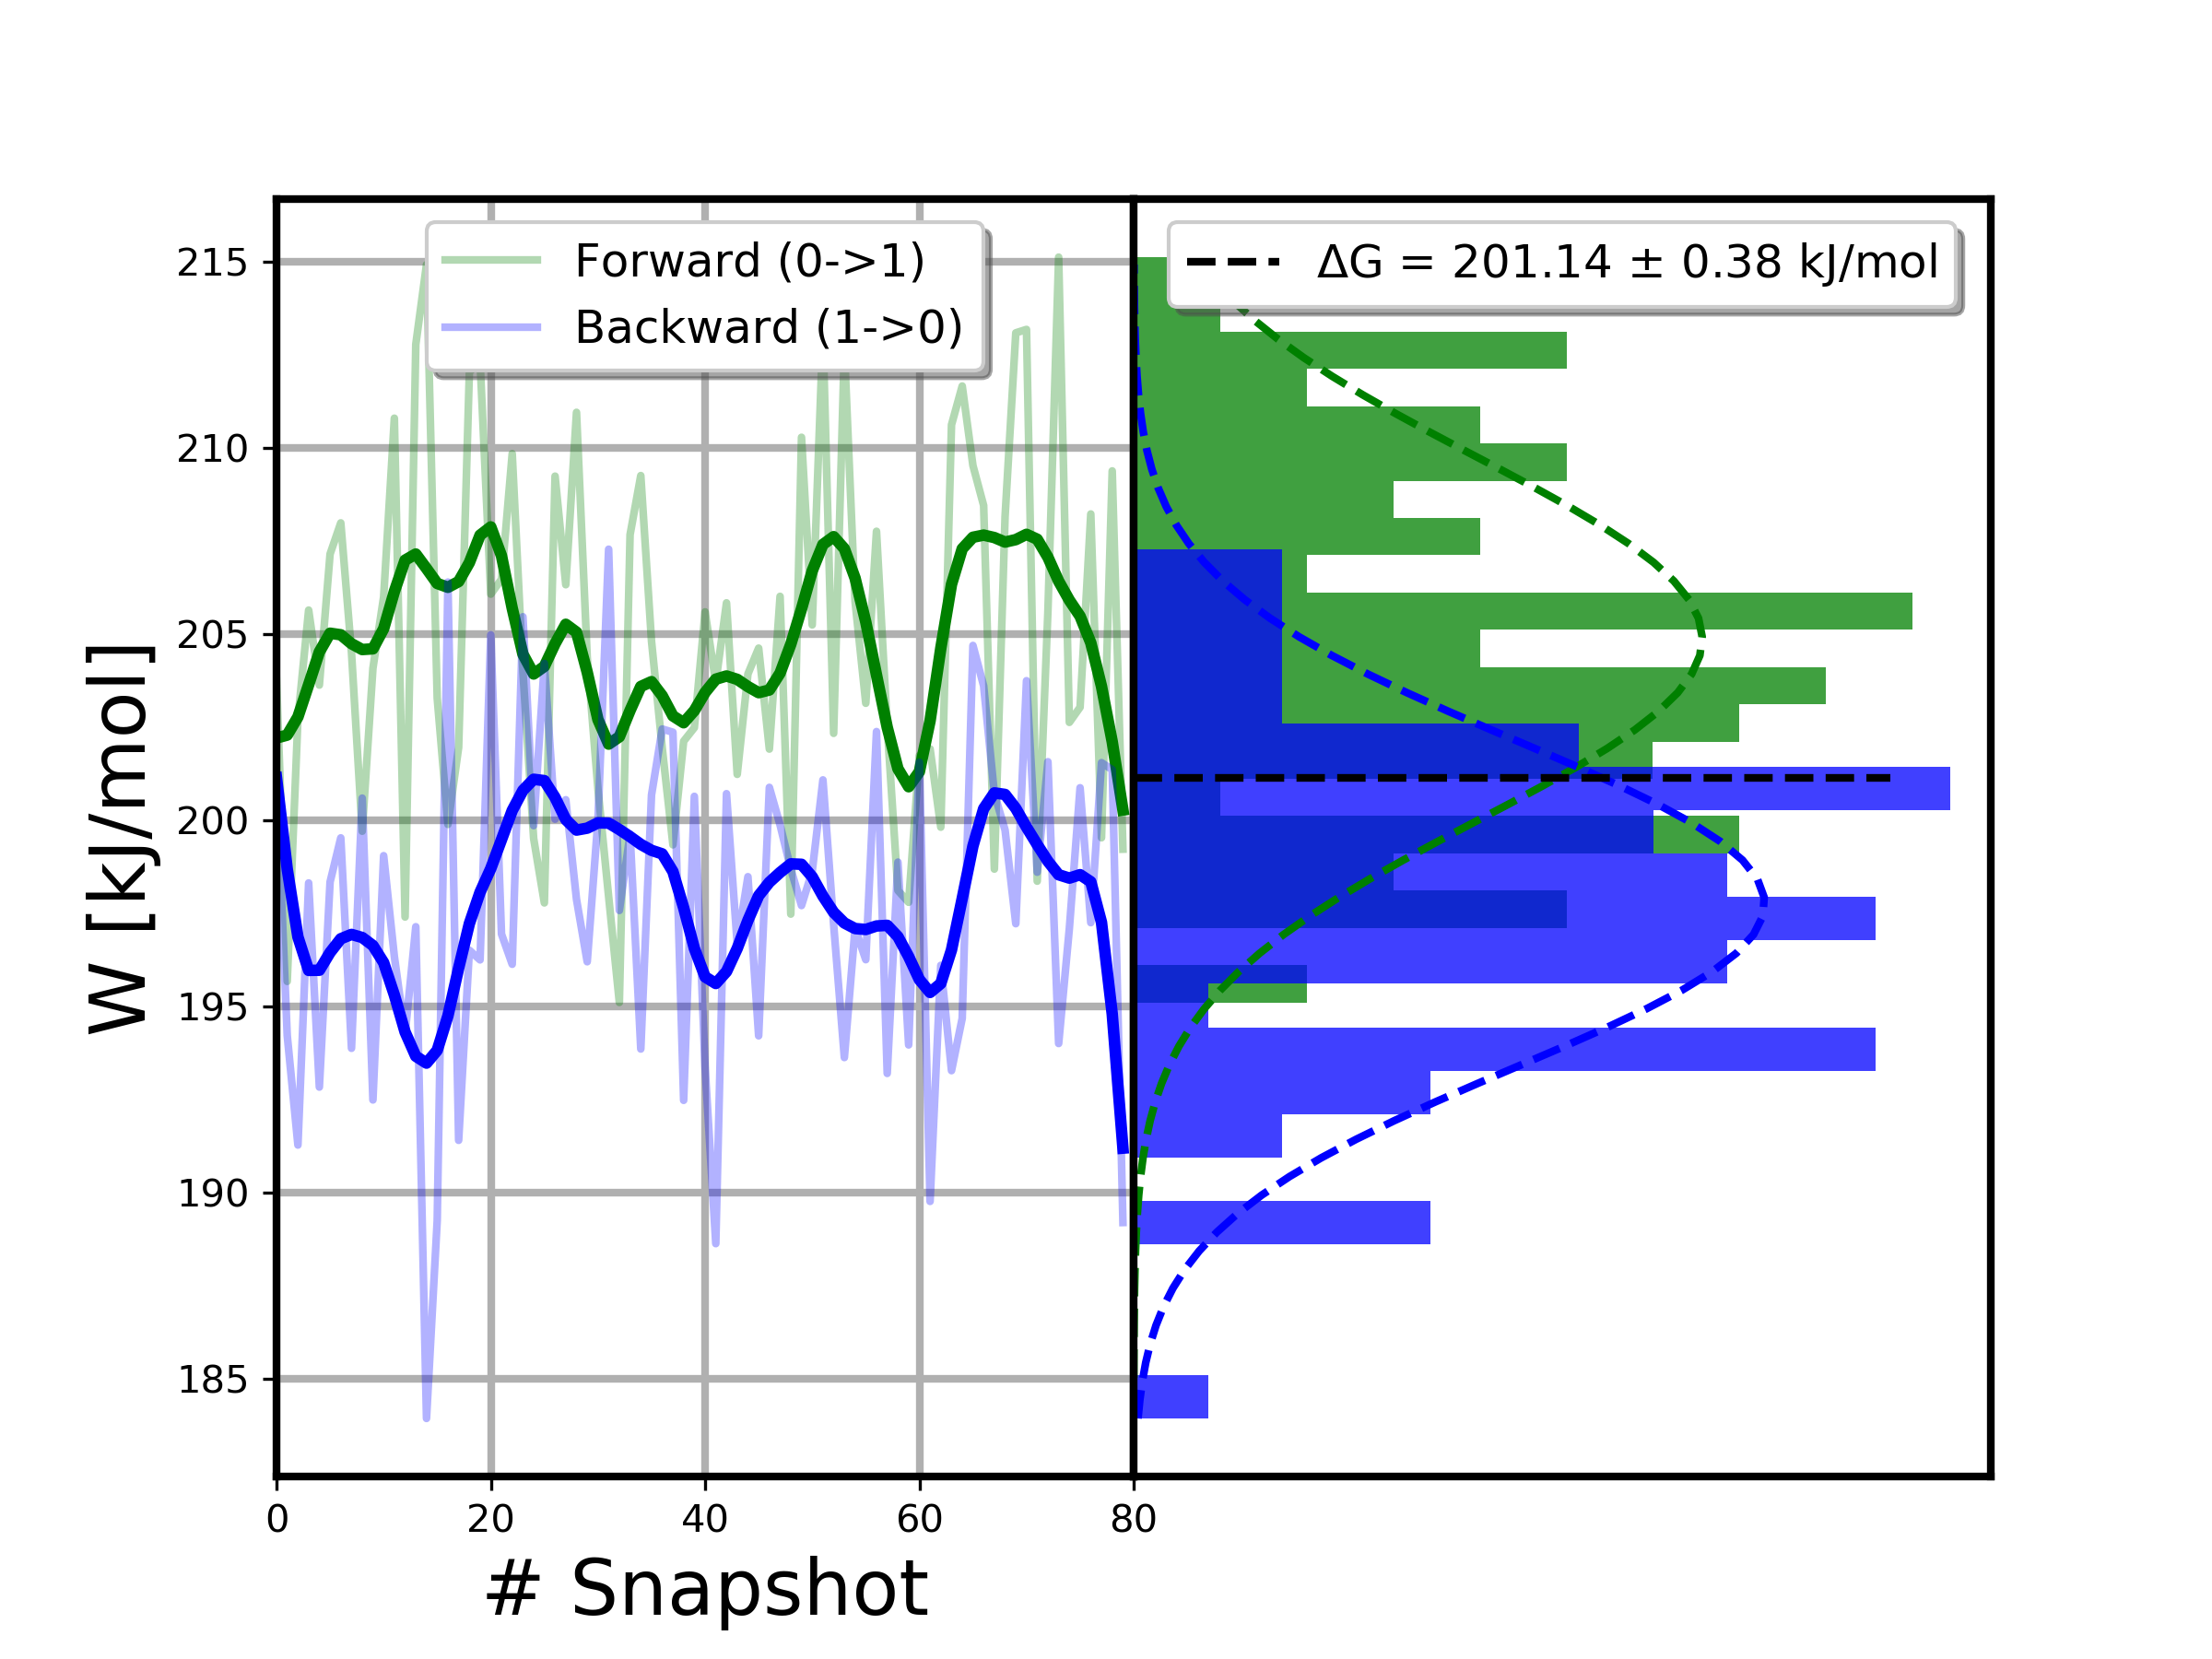 Forward (0->1)
Backward (1->0)
ΔG = 201.14 ± 0.38 kJ/mol
W [kJ/mol]
215
210
205
200
195
190
185
0 20 40 60 80
# Snapshot